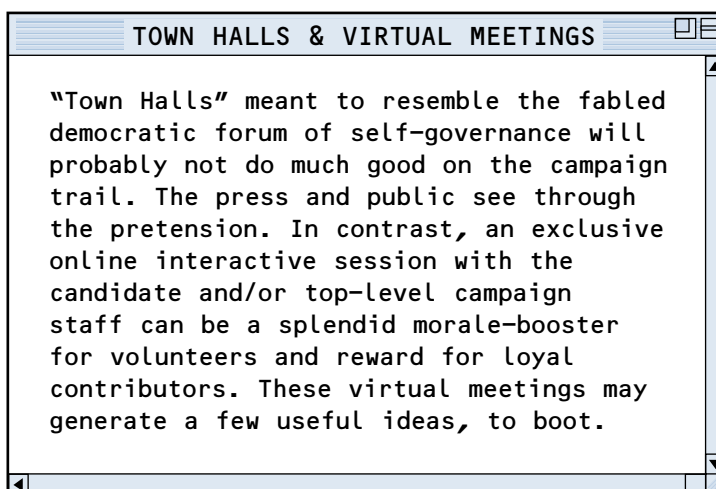 TOWN HALLS & VIRTUAL MEETINGS
“Town Halls” meant to resemble the fabled
democratic forum of self-governance will
probably not do much good on the campaign
trail. The press and public see through
the pretension. In contrast, an exclusive
online interactive session with the
candidate and/or top-level campaign
staff can be a splendid morale-booster
for volunteers and reward for loyal
contributors. These virtual meetings may
generate a few useful ideas, to boot.